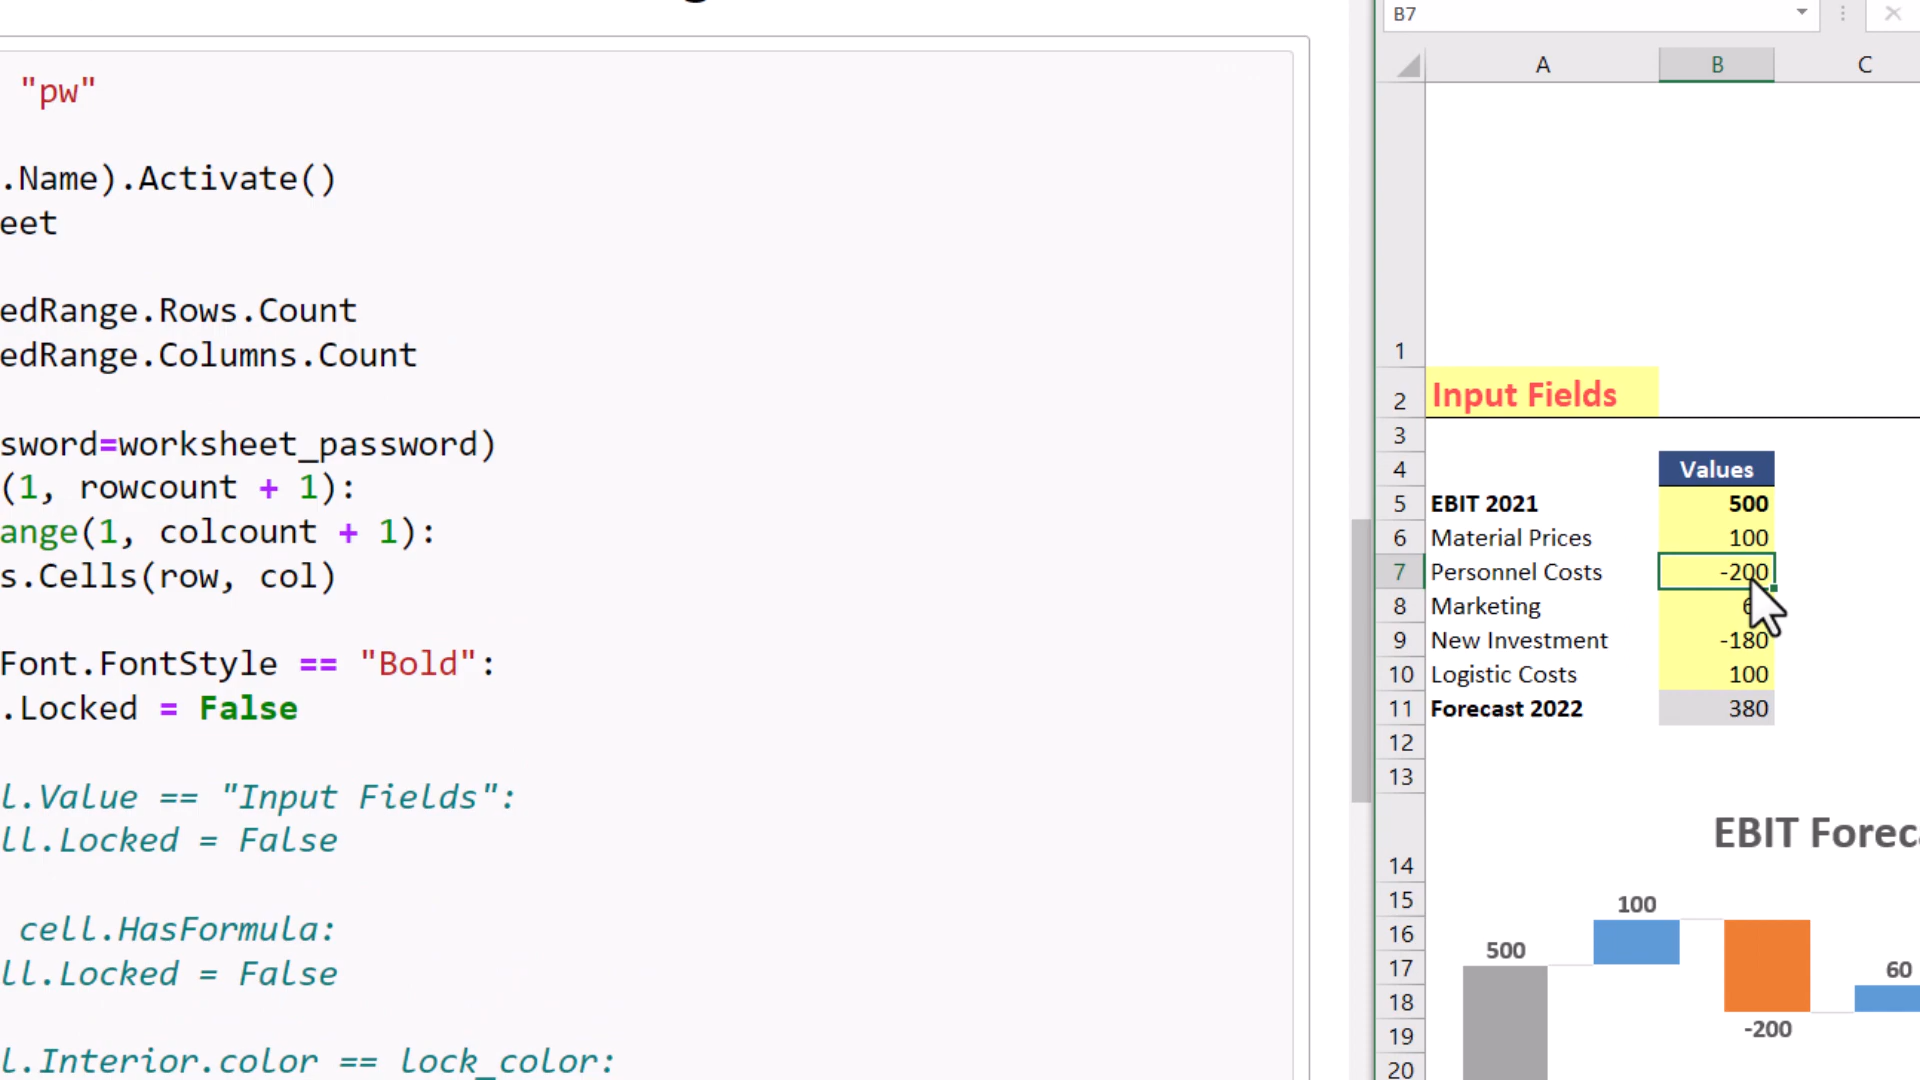 "pw"
.Name).Activate()
eet
edRange.Rows.Count
edRange.Columns.Count
sword=worksheet_password)
(1, rowcount + 1):
ange(1, colcount + 1):
s.Cells(row, col)
Font.FontStyle == "Bold":
.Locked = False
l.Value == "Input Fields":
ll.Locked = False
cell.HasFormula:
ll.Locked = False
l.Interior.color == lock_color:
B7
A B C
1
2 Input Fields
3
4 Values
5 EBIT 2021 500
6 Material Prices 100
7 Personnel Costs -200
8 Marketing 6
9 New Investment -180
10 Logistic Costs 100
11 Forecast 2022 380
12
13
EBIT Foreca
14
15
16
17
18
19
20
100
500
60
-200